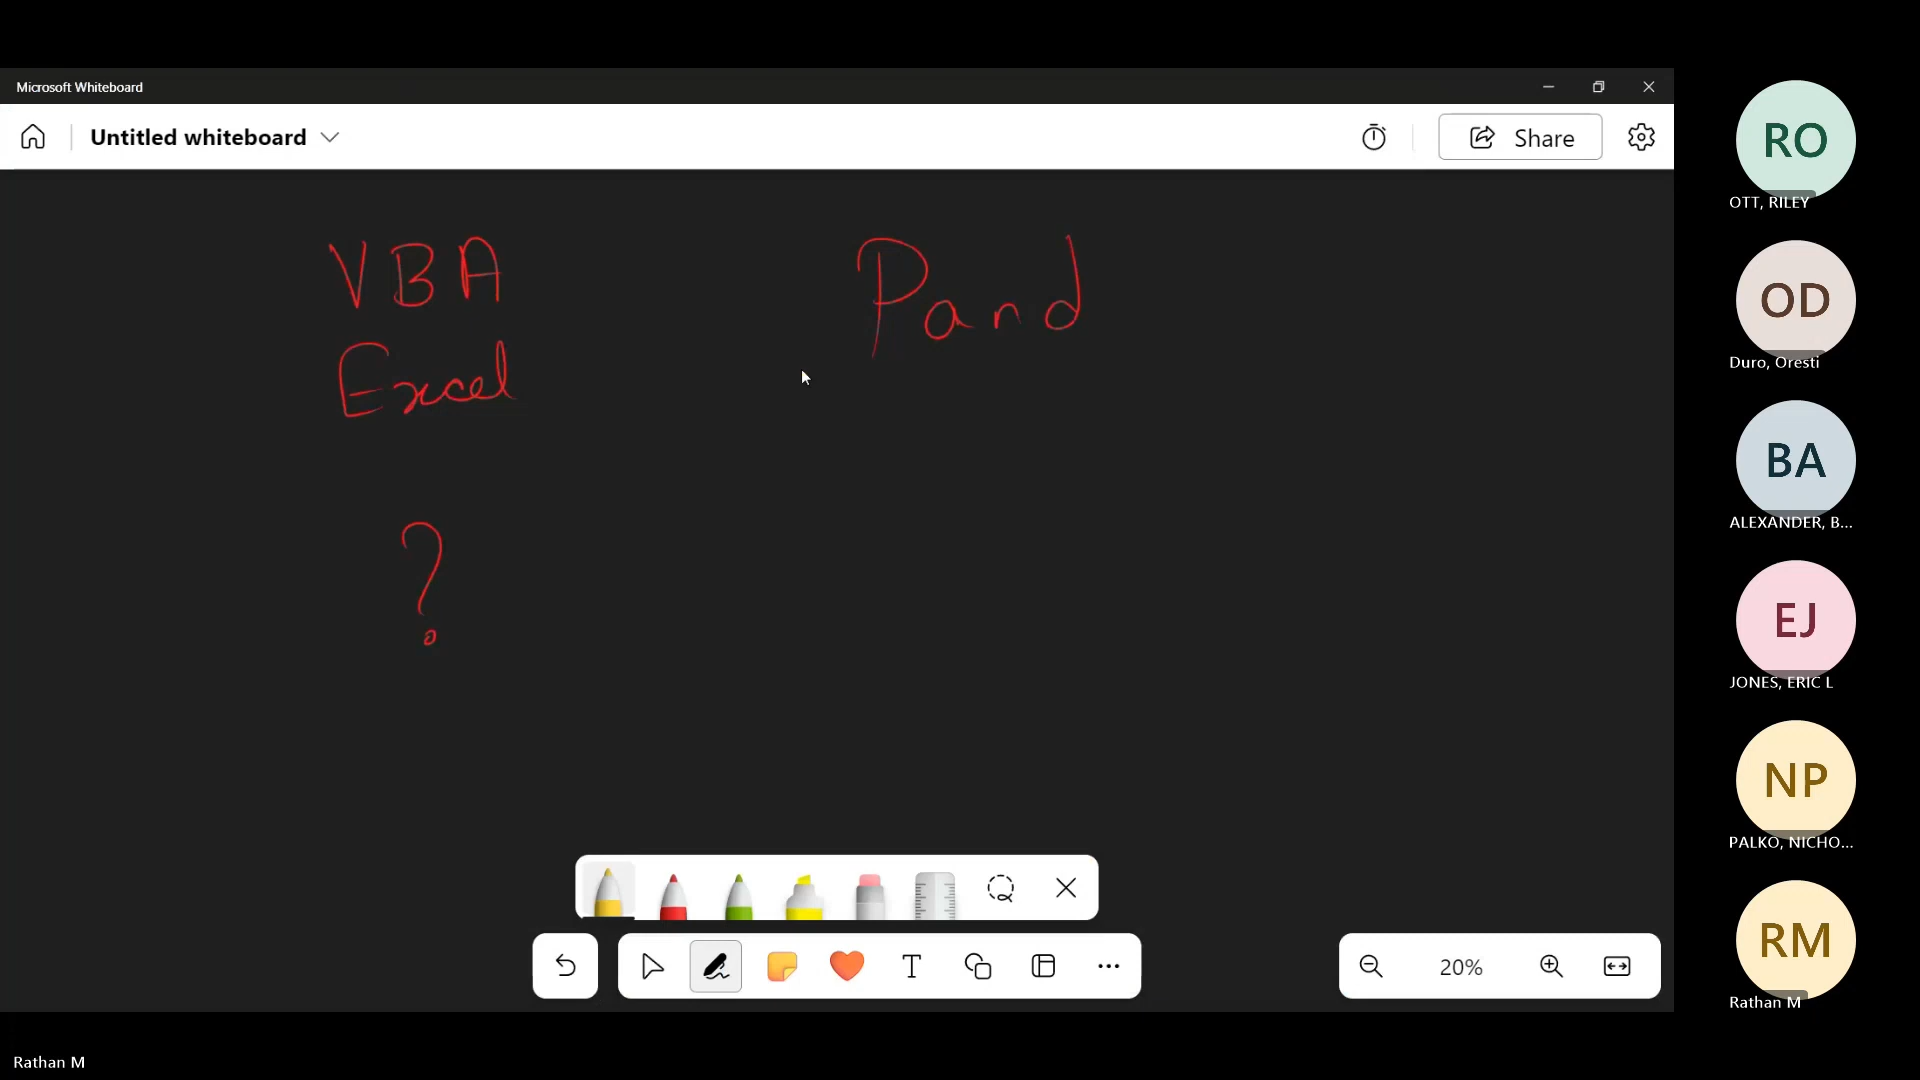 Microsoft Whiteboard
Untitled whiteboard
Share
VBA
Excel
?
Pand
T
20%
RO
OTT, RILEY
OD
Duro, Oresti
BA
ALEXANDER, B...
EJ
JONES, ERIC L
NP
PALKO, NICHO...
RM
Rathan M
Rathan M